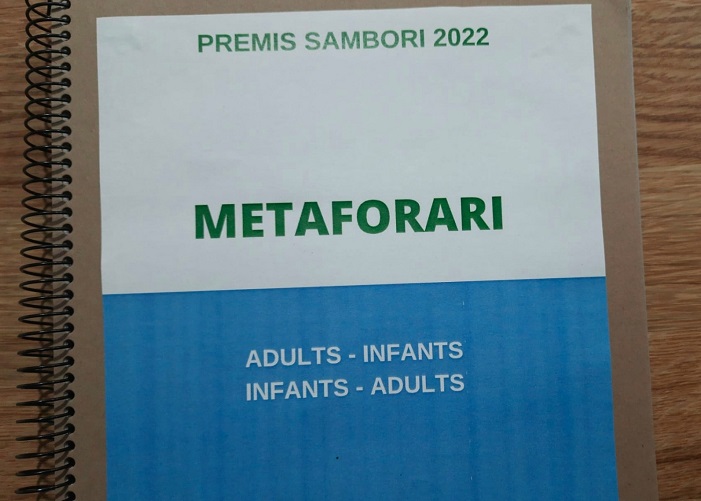 PREMIS SAMBORI 2022
METAFORARI
ADULTS - INFANTS
INFANTS - ADULTS